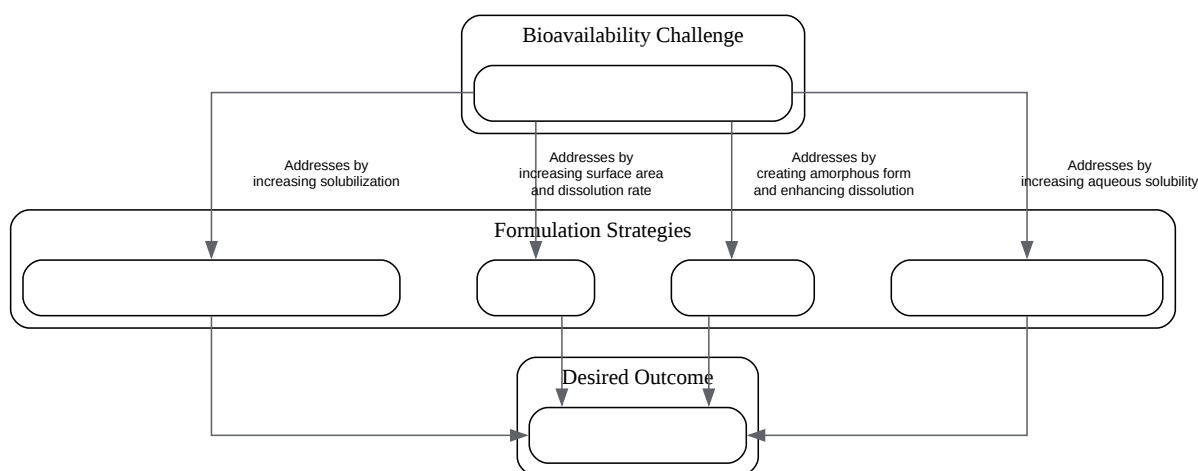 Bioavailability Challenge
Addresses by
increasing solubilization
Addresses by
increasing surface area
and dissolution rate
Addresses by
creating amorphous form
and enhancing dissolution
Addresses by
increasing aqueous solubility
Formulation Strategies
Desired Outcome